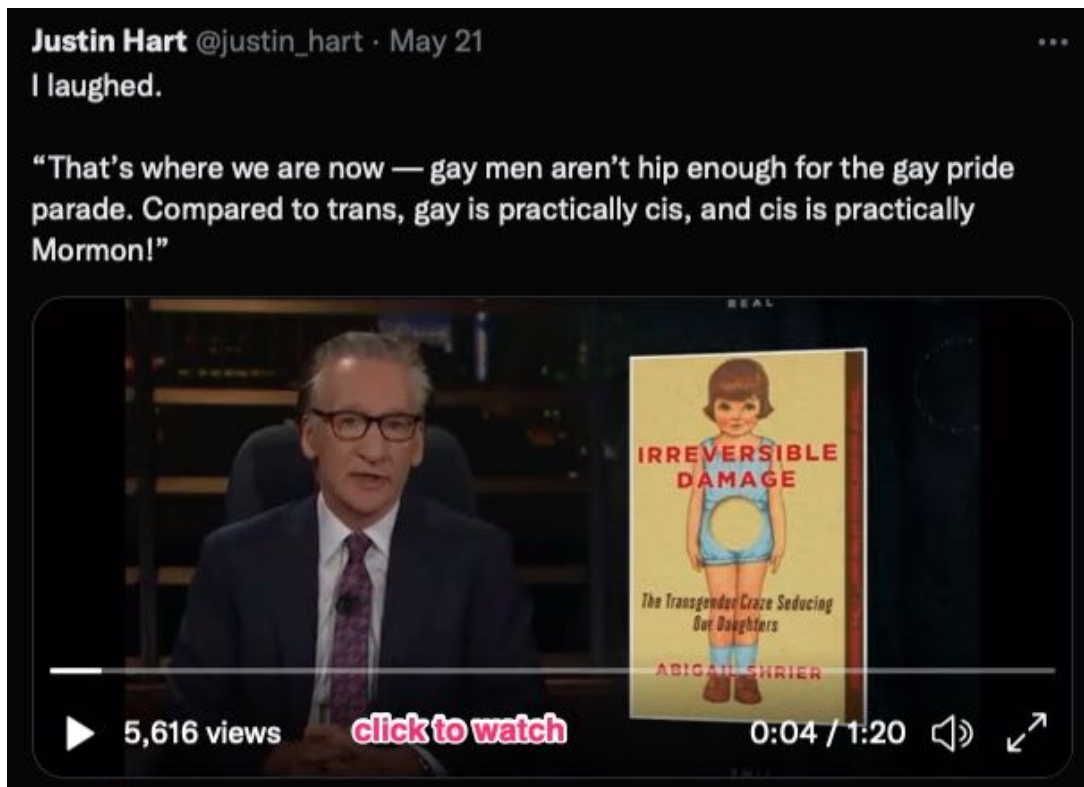 Justin Hart @justin_hart · May 21
I laughed.
“That’s where we are now — gay men aren’t hip enough for the gay pride
parade. Compared to trans, gay is practically cis, and cis is practically
Mormon!”
REAL
IRREVERSIBLE
DAMAGE
The Transgender Craze Seducing
Our Daughters
ABIGAIL SHRIER
5,616 views
click to watch
0:04 / 1:20